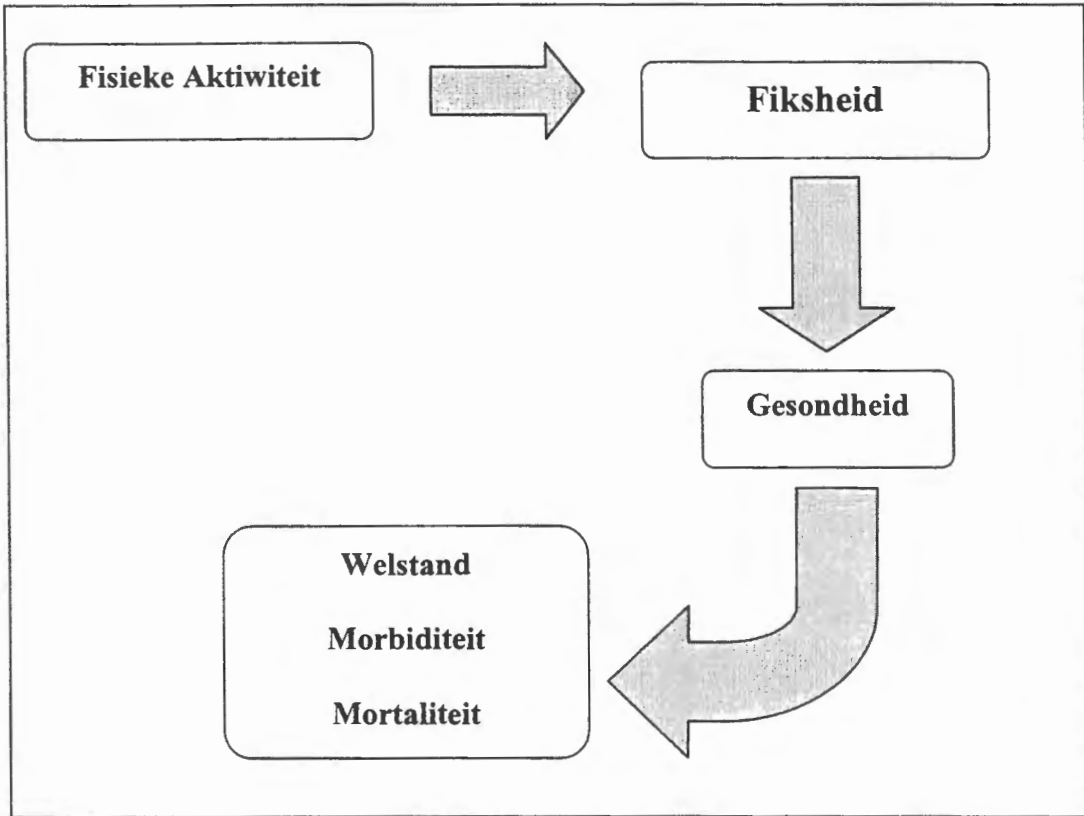 Fisieke Aktiwiteit
Fiksheid
Gesondheid
Welstand
Morbiditeit
Mortaliteit